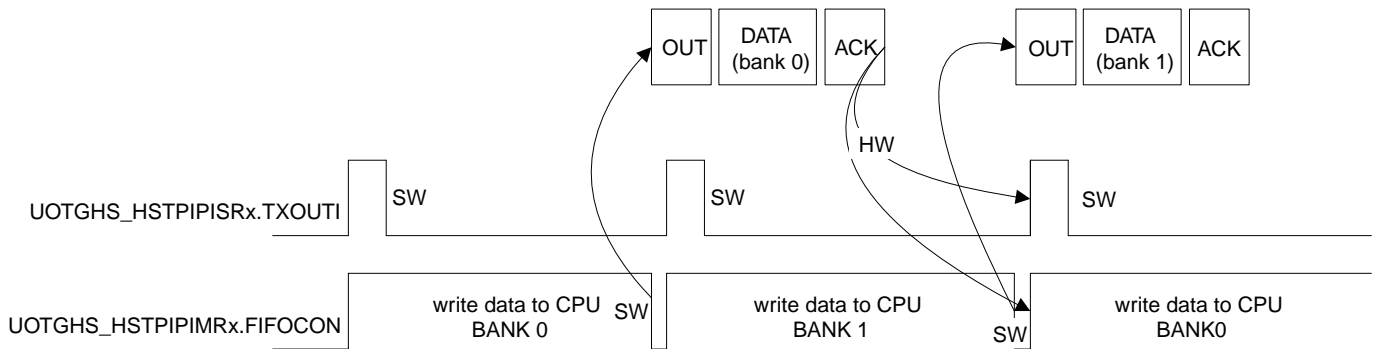 OUT
DATA
(bank 0)
ACK
OUT
DATA
(bank 1)
ACK
HW
SW
SW
SW
UOTGHS_HSTPIPISRx.TXOUTI
write data to CPU
BANK 0
SW
write data to CPU
BANK 1
SW
write data to CPU
BANK0
UOTGHS_HSTPIPIMRx.FIFOCON